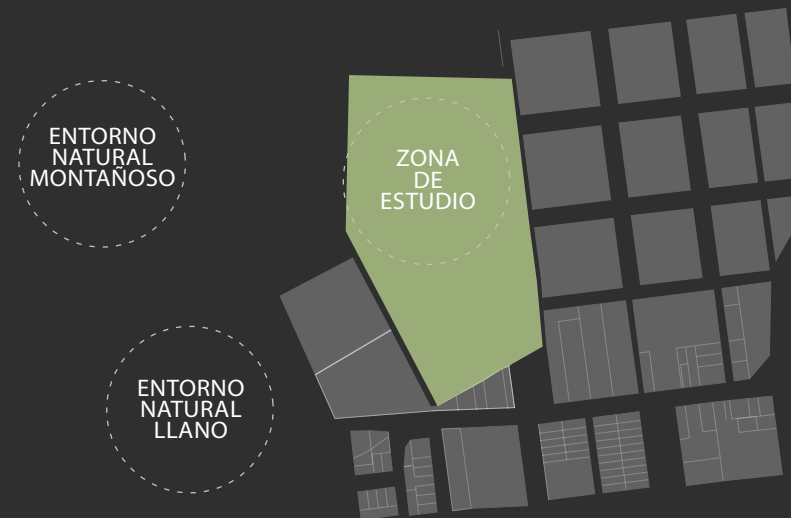 ENTORNO
NATURAL
MONTAÑOSO
ZONA
DE
ESTUDIO
ENTORNO
NATURAL
LLANO